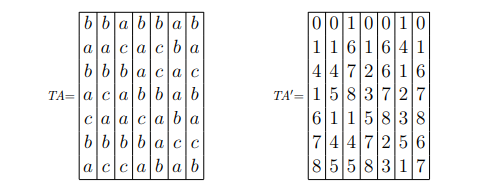 b b a b b a b 0 0 1 0 0 1 0
a a c a c b a 1 1 6 1 6 4 1
b b b a c a c 4 4 7 2 6 1 6
TA= a c a b b a b TA′= 1 5 8 3 7 2 7
c a a c a b a 6 1 1 5 8 3 8
b b b b a c c 7 4 4 7 2 5 6
a c c a b a b 8 5 5 8 3 1 7